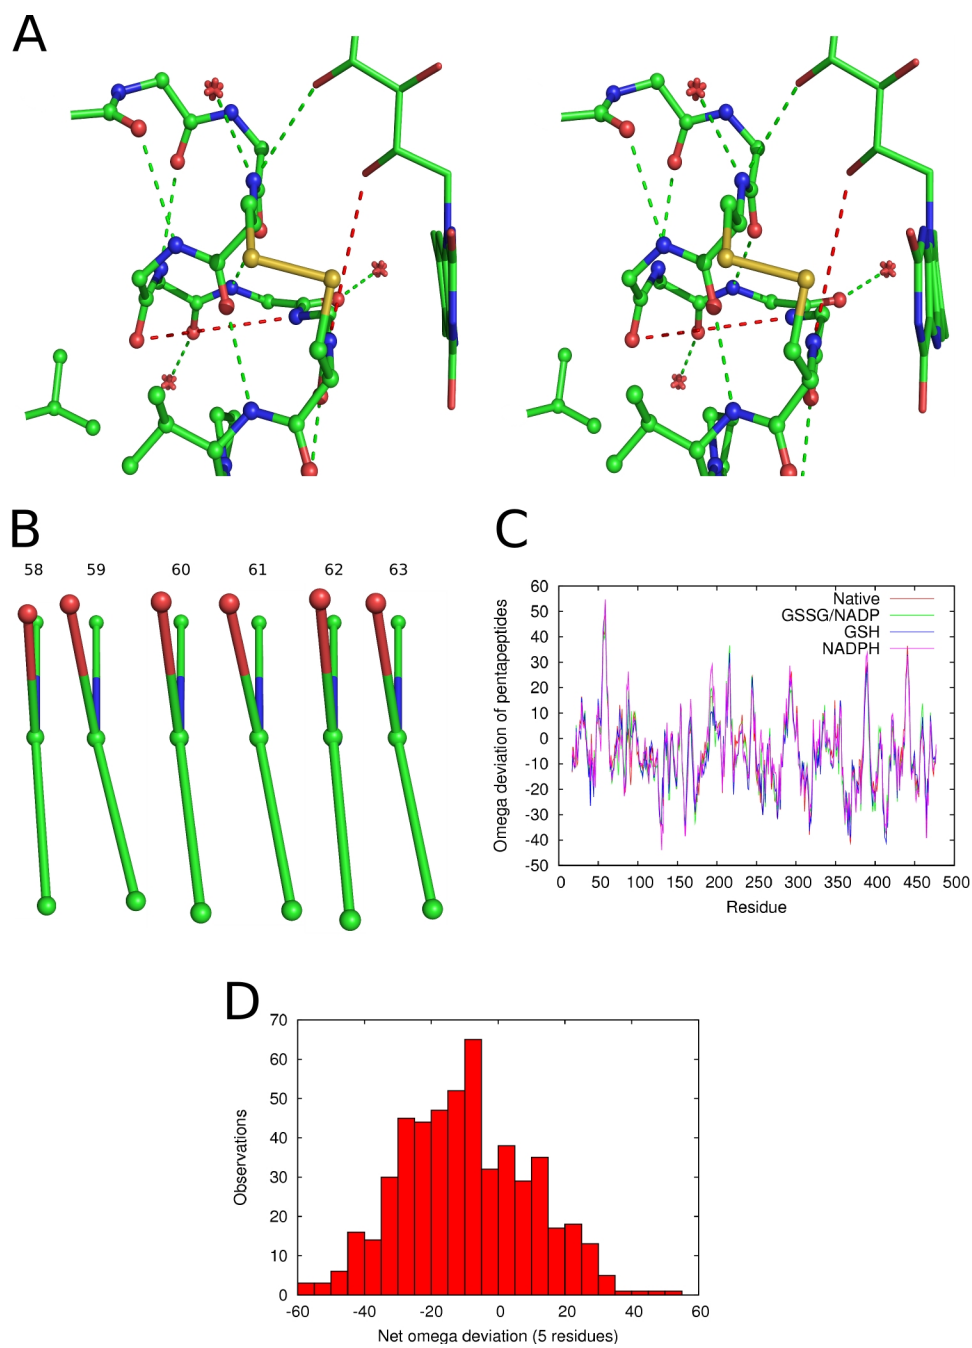 A
B
58 59 60 61 62 63
C
60
50
40
30
20
10
0
-10
-20
-30
-40
-50
Omega deviation of pentapeptides
Native
GSSG/NADP
GSH
NADPH
0 50 100 150 200 250 300 350 400 450 500
Residue
D
70
60
50
40
30
20
10
0
Observations
-60 -40 -20 0 20 40 60
Net omega deviation (5 residues)